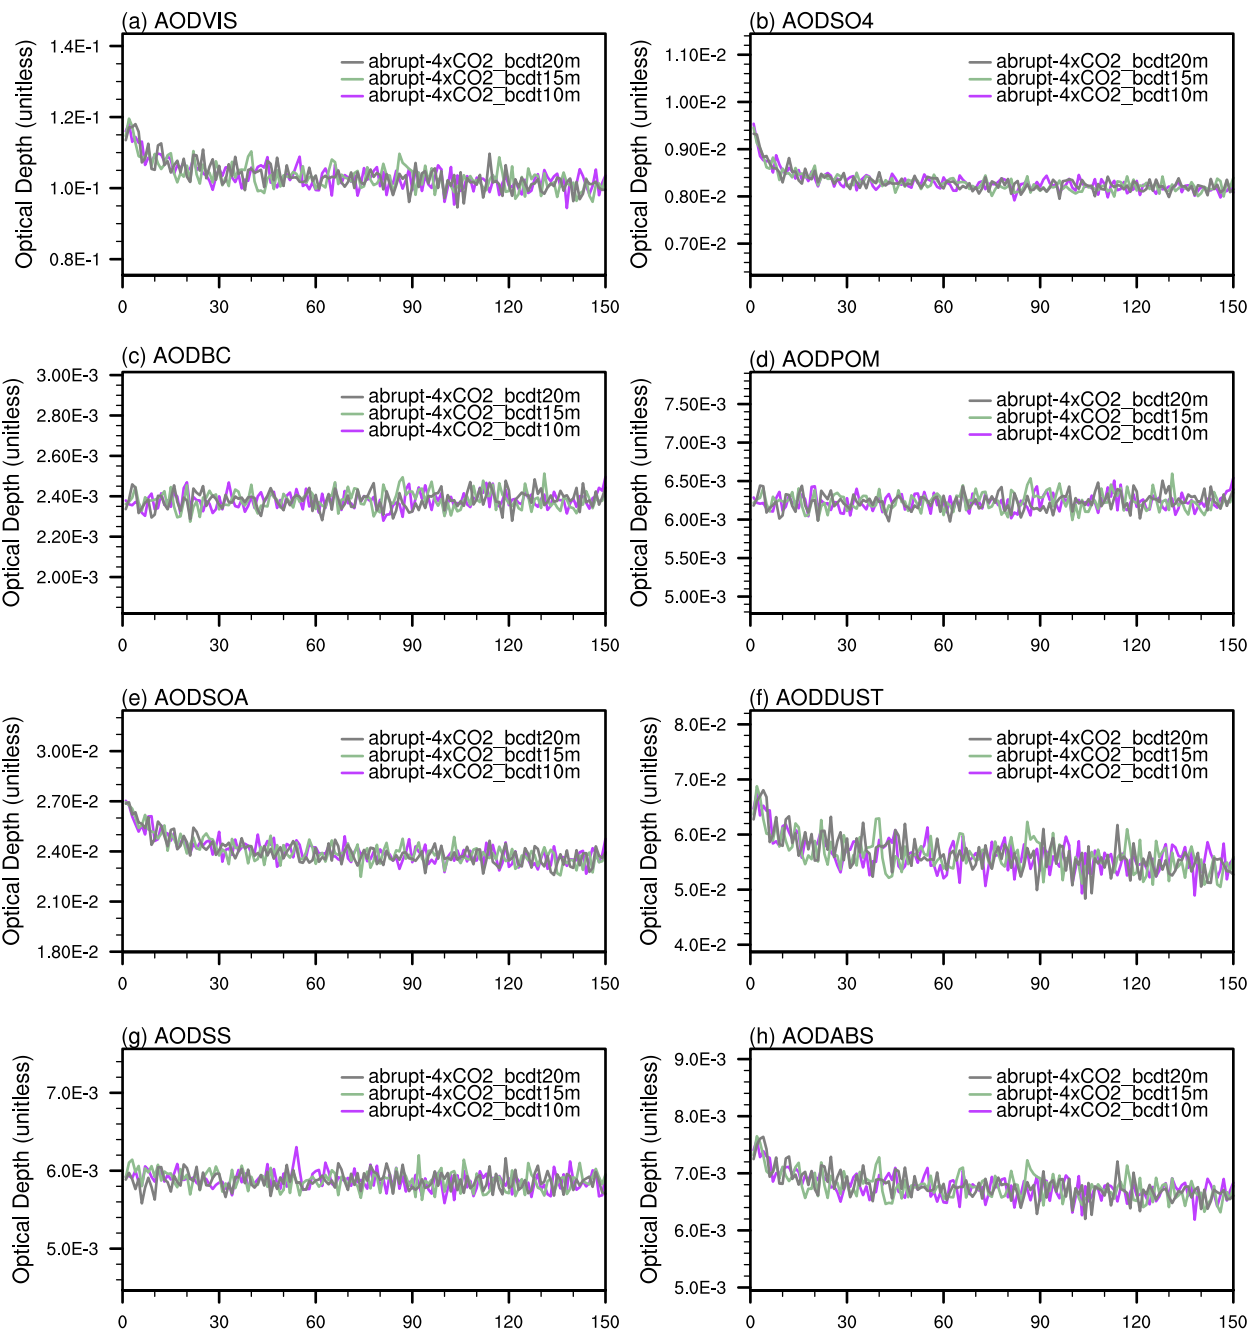 (a) AODVIS
Optical Depth (unitless)
1.4E-1
1.2E-1
1.0E-1
0.8E-1
abrupt-4xCO2_bcdt20m
abrupt-4xCO2_bcdt15m
abrupt-4xCO2_bcdt10m
0 30 60 90 120 150
(b) AODSO4
Optical Depth (unitless)
1.10E-2
1.00E-2
0.90E-2
0.80E-2
0.70E-2
abrupt-4xCO2_bcdt20m
abrupt-4xCO2_bcdt15m
abrupt-4xCO2_bcdt10m
0 30 60 90 120 150
(c) AODBC
Optical Depth (unitless)
3.00E-3
2.80E-3
2.60E-3
2.40E-3
2.20E-3
2.00E-3
abrupt-4xCO2_bcdt20m
abrupt-4xCO2_bcdt15m
abrupt-4xCO2_bcdt10m
0 30 60 90 120 150
(d) AODPOM
Optical Depth (unitless)
7.50E-3
7.00E-3
6.50E-3
6.00E-3
5.50E-3
5.00E-3
abrupt-4xCO2_bcdt20m
abrupt-4xCO2_bcdt15m
abrupt-4xCO2_bcdt10m
0 30 60 90 120 150
(e) AODSOA
Optical Depth (unitless)
3.00E-2
2.70E-2
2.40E-2
2.10E-2
1.80E-2
abrupt-4xCO2_bcdt20m
abrupt-4xCO2_bcdt15m
abrupt-4xCO2_bcdt10m
0 30 60 90 120 150
(f) AODDUST
Optical Depth (unitless)
8.0E-2
7.0E-2
6.0E-2
5.0E-2
4.0E-2
abrupt-4xCO2_bcdt20m
abrupt-4xCO2_bcdt15m
abrupt-4xCO2_bcdt10m
0 30 60 90 120 150
(g) AODSS
Optical Depth (unitless)
7.0E-3
6.0E-3
5.0E-3
abrupt-4xCO2_bcdt20m
abrupt-4xCO2_bcdt15m
abrupt-4xCO2_bcdt10m
0 30 60 90 120 150
(h) AODABS
Optical Depth (unitless)
9.0E-3
8.0E-3
7.0E-3
6.0E-3
5.0E-3
abrupt-4xCO2_bcdt20m
abrupt-4xCO2_bcdt15m
abrupt-4xCO2_bcdt10m
0 30 60 90 120 150